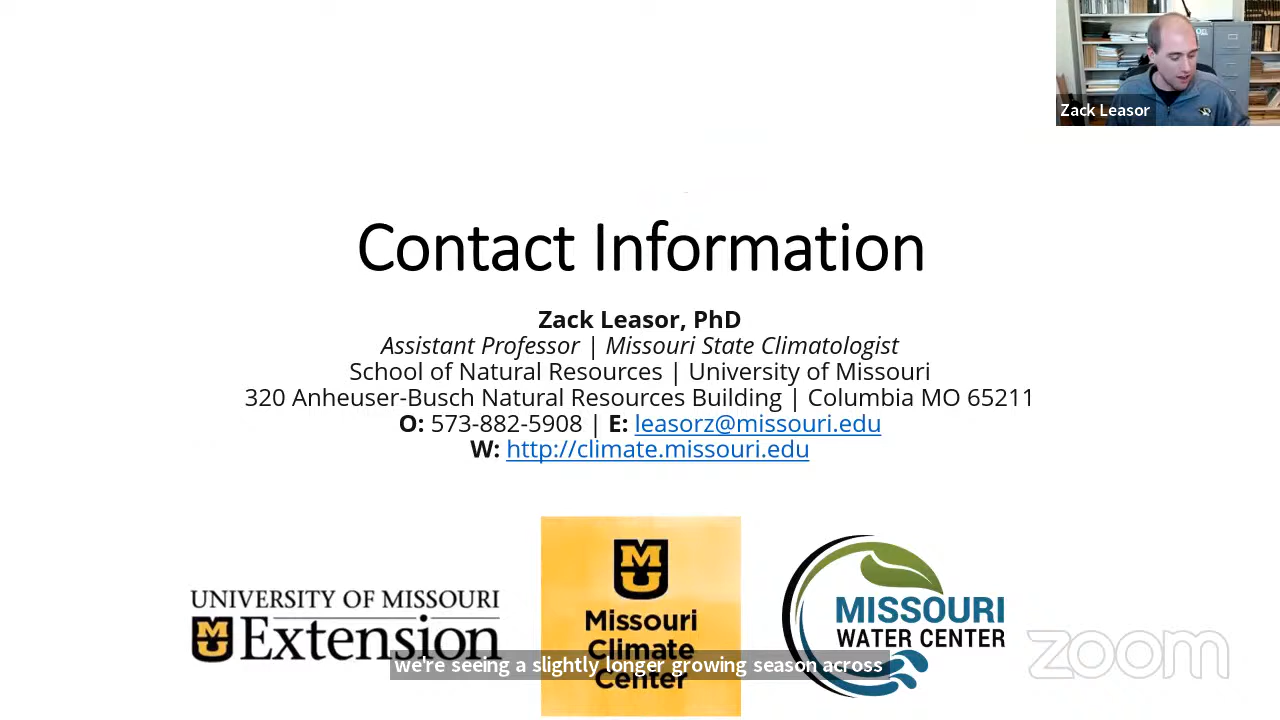 Zack Leasor
Contact Information
Zack Leasor, PhD
Assistant Professor | Missouri State Climatologist
School of Natural Resources | University of Missouri
320 Anheuser-Busch Natural Resources Building | Columbia MO 65211
O: 573-882-5908 | E: leasorz@missouri.edu
W: http://climate.missouri.edu
UNIVERSITY OF MISSOURI
MU Extension
MU
Missouri
Climate
Center
MISSOURI
WATER CENTER
zoom
we're seeing a slightly longer growing season across